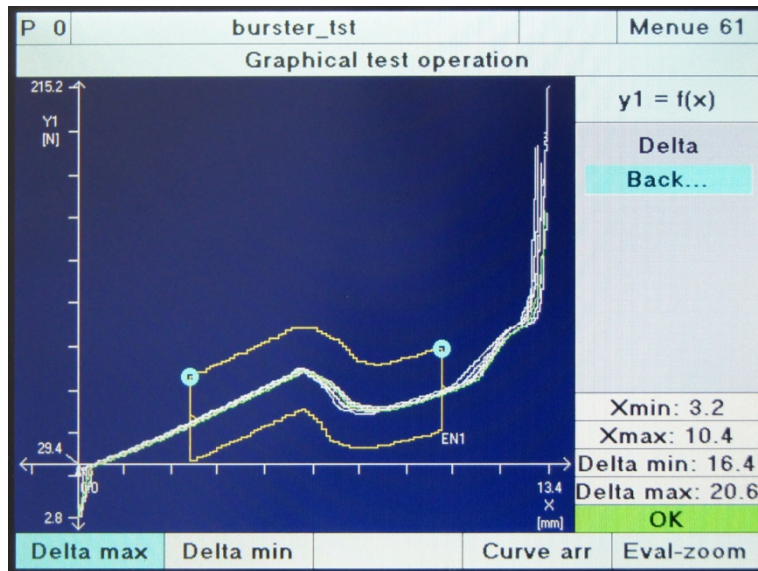 P 0 burster_tst Menue 61
Graphical test operation
215.2
Y1
[N]
29.4
2.8
0.0
13.4
X
[mm]
EN1
y1 = f(x)
Delta
Back...
Xmin: 3.2
Xmax: 10.4
Delta min: 16.4
Delta max: 20.6
OK
Delta max Delta min Curve arr Eval-zoom